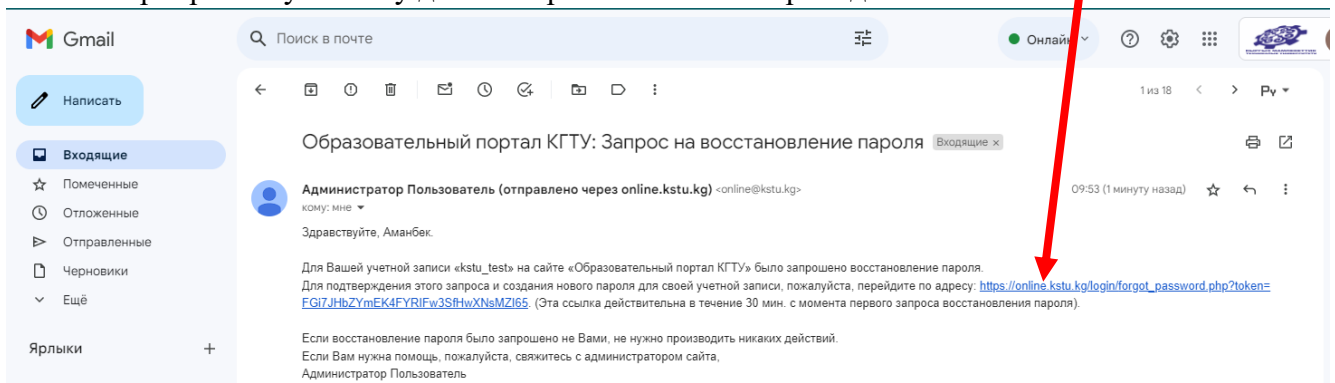 Gmail
Поиск в почте
Онлайн
Написать
1 из 18
Ру
Образовательный портал КГТУ: Запрос на восстановление пароля Входящие ×
Входящие
Помеченные
Отложенные
Отправленные
Черновики
Ещё
Ярлыки
Администратор Пользователь (отправлено через online.kstu.kg) <online@kstu.kg>
09:53 (1 минуту назад)
кому: мне
Здравствуйте, Аманбек.
Для Вашей учетной записи «kstu_test» на сайте «Образовательный портал КГТУ» было запрошено восстановление пароля.
Для подтверждения этого запроса и создания нового пароля для своей учетной записи, пожалуйста, перейдите по адресу: https://online.kstu.kg/login/forgot_password.php?token=
FGi7JHbZYmEK4FYRIFw3SfHwXNsMZI65. (Эта ссылка действительна в течение 30 мин. с момента первого запроса восстановления пароля).
Если восстановление пароля было запрошено не Вами, не нужно производить никаких действий.
Если Вам нужна помощь, пожалуйста, свяжитесь с администратором сайта,
Администратор Пользователь